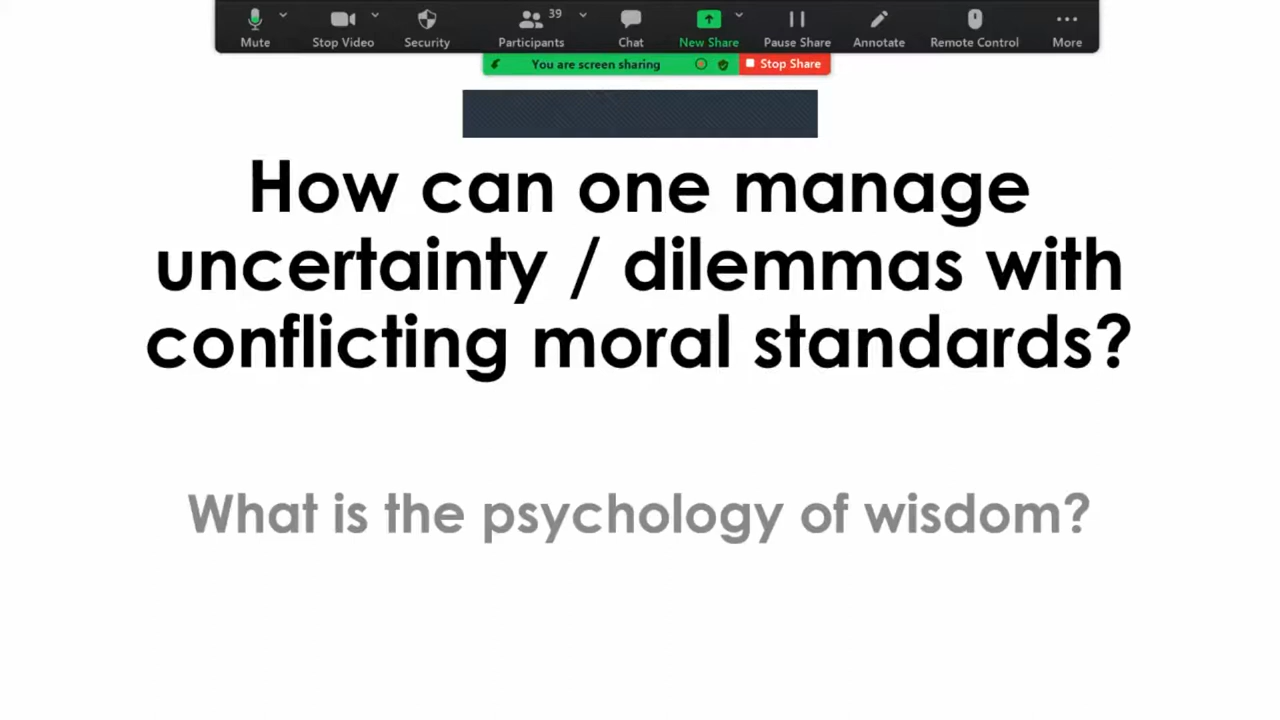 39
Mute Stop Video Security Participants Chat New Share Pause Share Annotate Remote Control More
You are screen sharing Stop Share
How can one manage
uncertainty / dilemmas with
conflicting moral standards?
What is the psychology of wisdom?